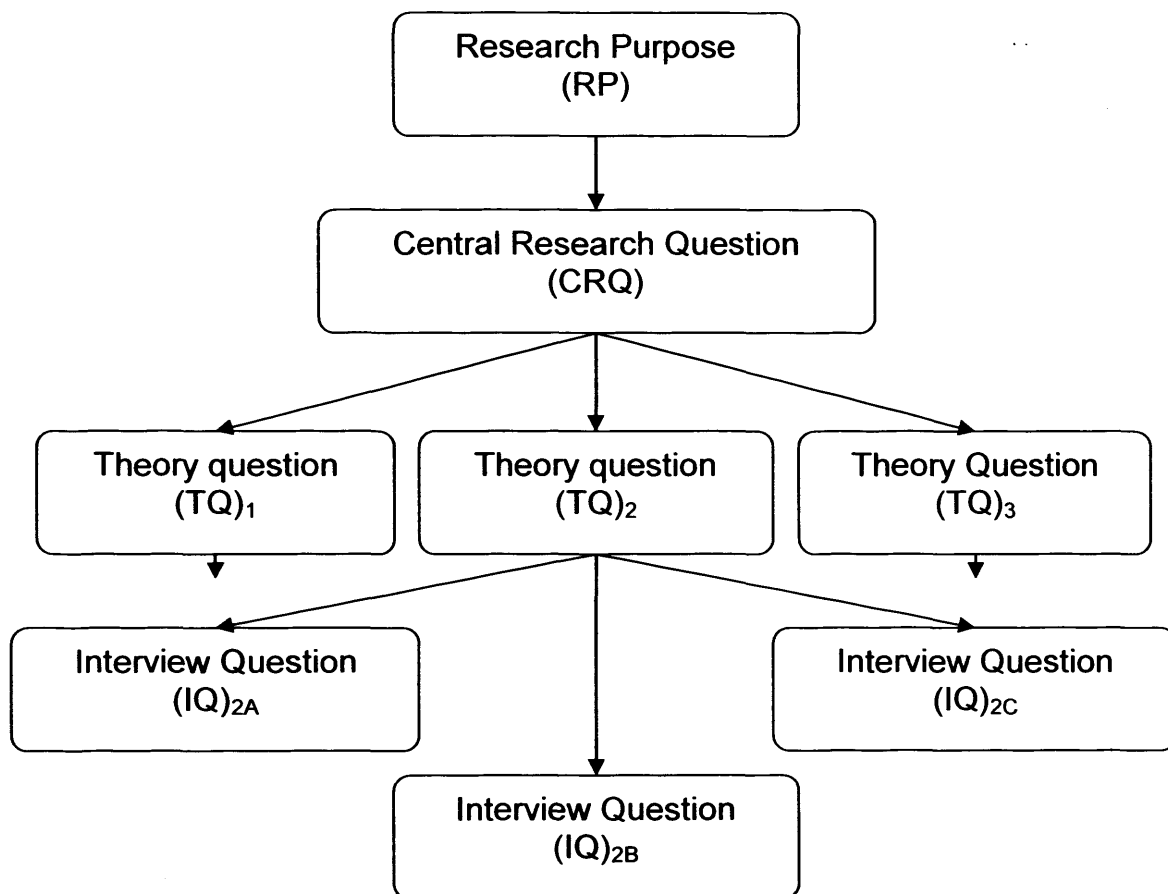 Research Purpose
(RP)
Central Research Question
(CRQ)
Theory question
(TQ)₁
Theory question
(TQ)₂
Theory Question
(TQ)₃
Interview Question
(IQ)₂A
Interview Question
(IQ)₂C
Interview Question
(IQ)₂B